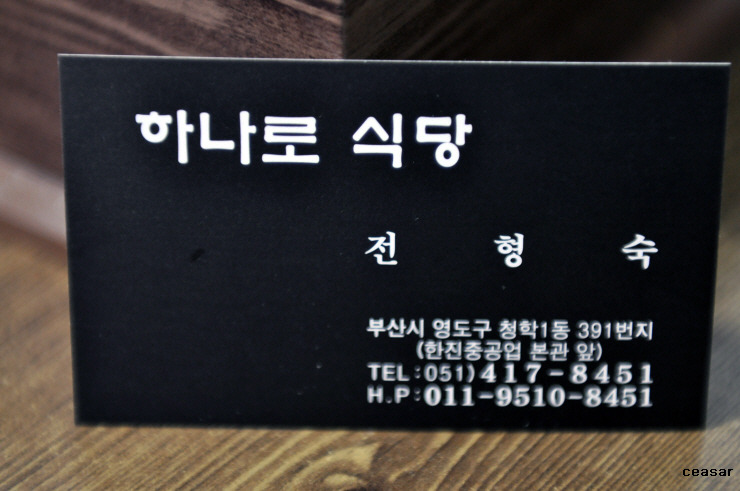 하나로 식당
전 형 숙
부산시 영도구 청학1동 391번지
(한진중공업 본관 앞)
TEL:051)417-8451
H.P:011-9510-8451
ceasar